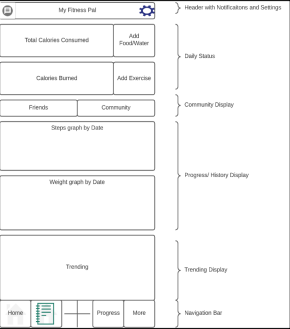 My Fitness Pal
Header with Notificaitons and Settings
Total Calories Consumed
Add
Food/Water
Daily Status
Calories Burned
Add Exercise
Friends
Community
Community Display
Steps graph by Date
Progress/ History Display
Weight graph by Date
Trending
Trending Display
Home
Progress
More
Navigation Bar